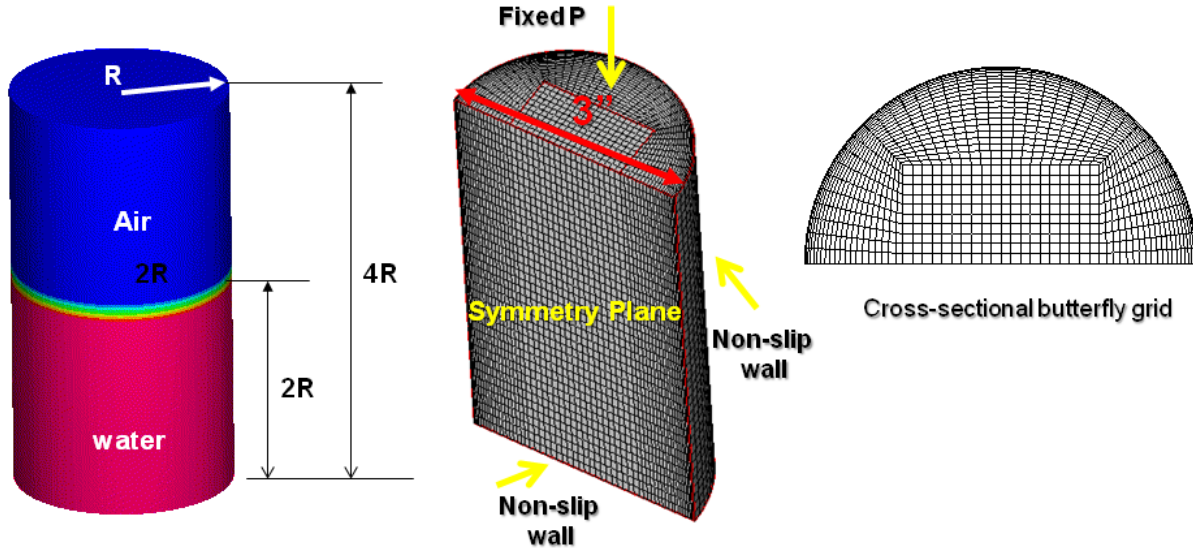 R
Air
2R
water
2R
4R
Fixed P
3”
Symmetry Plane
Non-slip
wall
Non-slip
wall
Cross-sectional butterfly grid